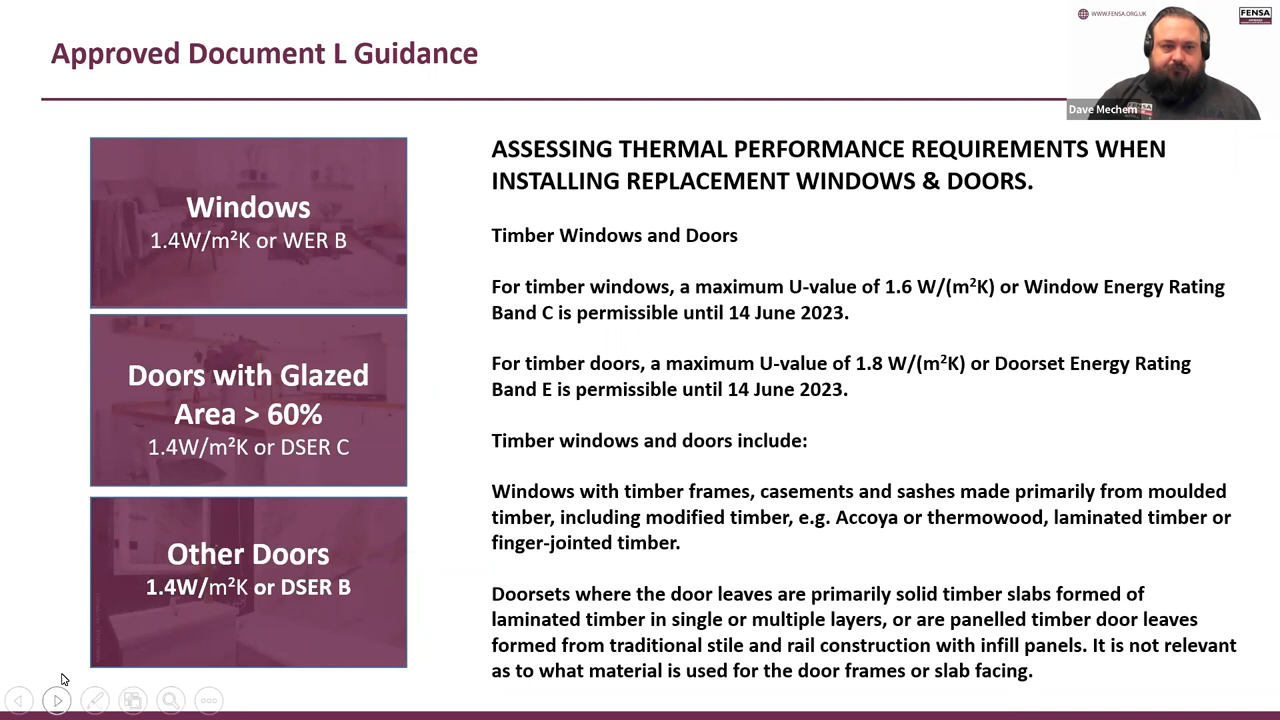 Approved Document L Guidance
WWW.FENSA.ORG.UK
FENSA
Dave Mechem
FENSA
Windows
1.4W/m²K or WER B
Doors with Glazed
Area > 60%
1.4W/m²K or DSER C
Other Doors
1.4W/m²K or DSER B
ASSESSING THERMAL PERFORMANCE REQUIREMENTS WHEN
INSTALLING REPLACEMENT WINDOWS & DOORS.
Timber Windows and Doors
For timber windows, a maximum U-value of 1.6 W/(m²K) or Window Energy Rating
Band C is permissible until 14 June 2023.
For timber doors, a maximum U-value of 1.8 W/(m²K) or Doorset Energy Rating
Band E is permissible until 14 June 2023.
Timber windows and doors include:
Windows with timber frames, casements and sashes made primarily from moulded
timber, including modified timber, e.g. Accoya or thermowood, laminated timber or
finger-jointed timber.
Doorsets where the door leaves are primarily solid timber slabs formed of
laminated timber in single or multiple layers, or are panelled timber door leaves
formed from traditional stile and rail construction with infill panels. It is not relevant
as to what material is used for the door frames or slab facing.